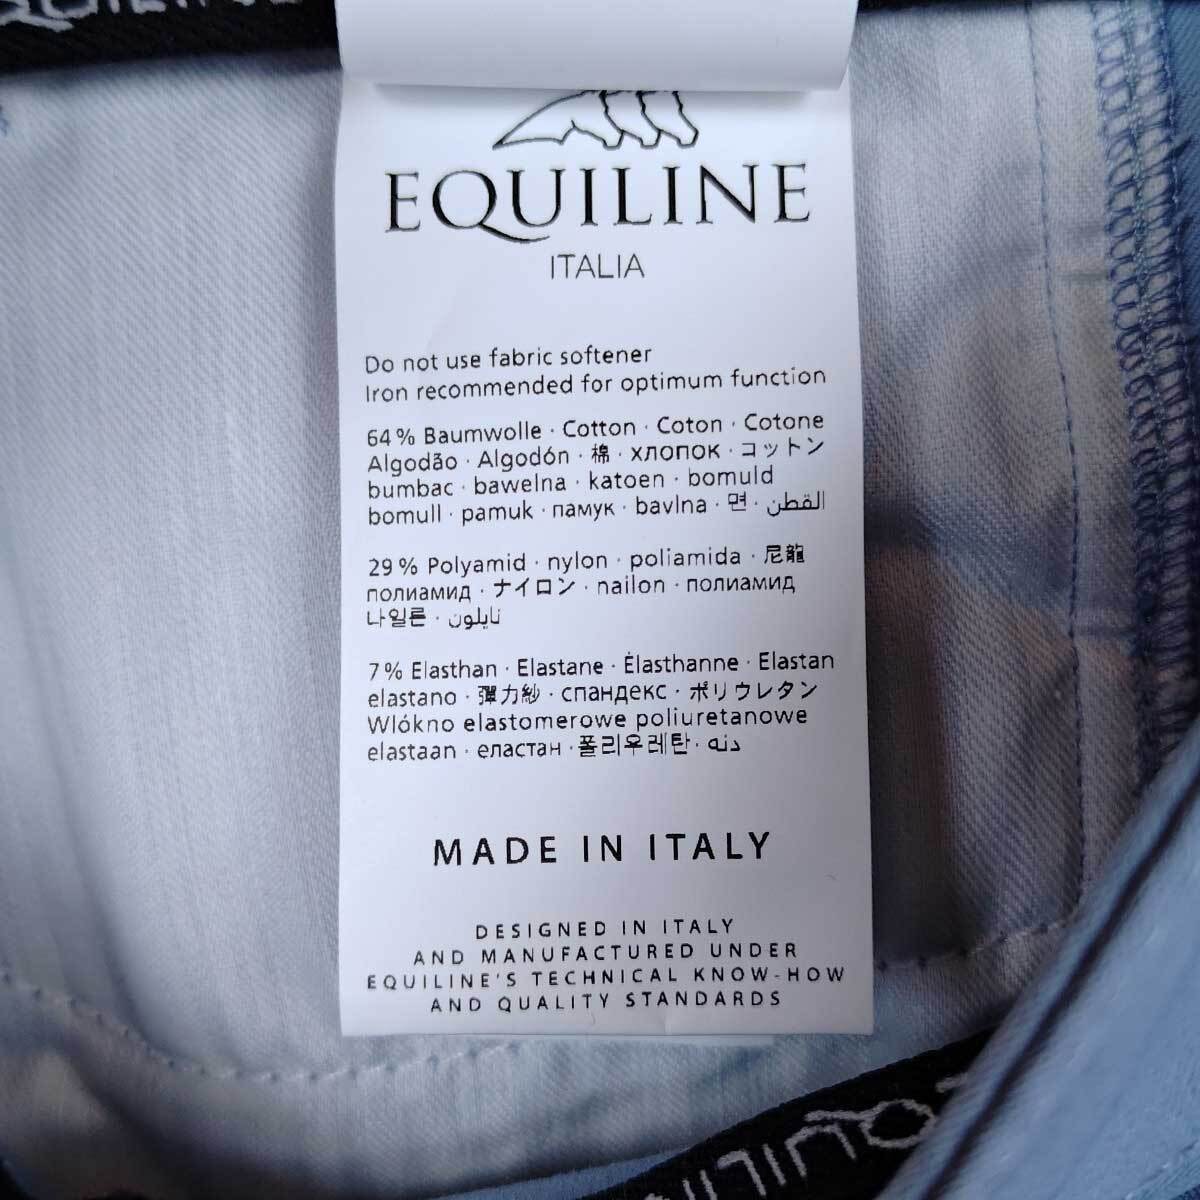 EQUILINE
ITALIA
Do not use fabric softener
Iron recommended for optimum function
64% Baumwolle · Cotton · Coton · Cotone
Algodão · Algodón · 棉 · хлопок · コットン
bumbac · bawelna · katoen · bomuld
bomull · pamuk · памук · bavlna · 면 · القطن
29% Polyamid · nylon · poliamida · 尼龍
полиамид · ナイロン · nailon · полиамид
나일론 · نايلون
7% Elasthan · Elastane · Élasthanne · Elastan
elastano · 彈力紗 · спандекс · ポリウレタン
Wlókno elastomerowe poliuretanowe
elastaan · еластан · 폴리우레탄 · دنه
MADE IN ITALY
DESIGNED IN ITALY
AND MANUFACTURED UNDER
EQUILINE'S TECHNICAL KNOW-HOW
AND QUALITY STANDARDS